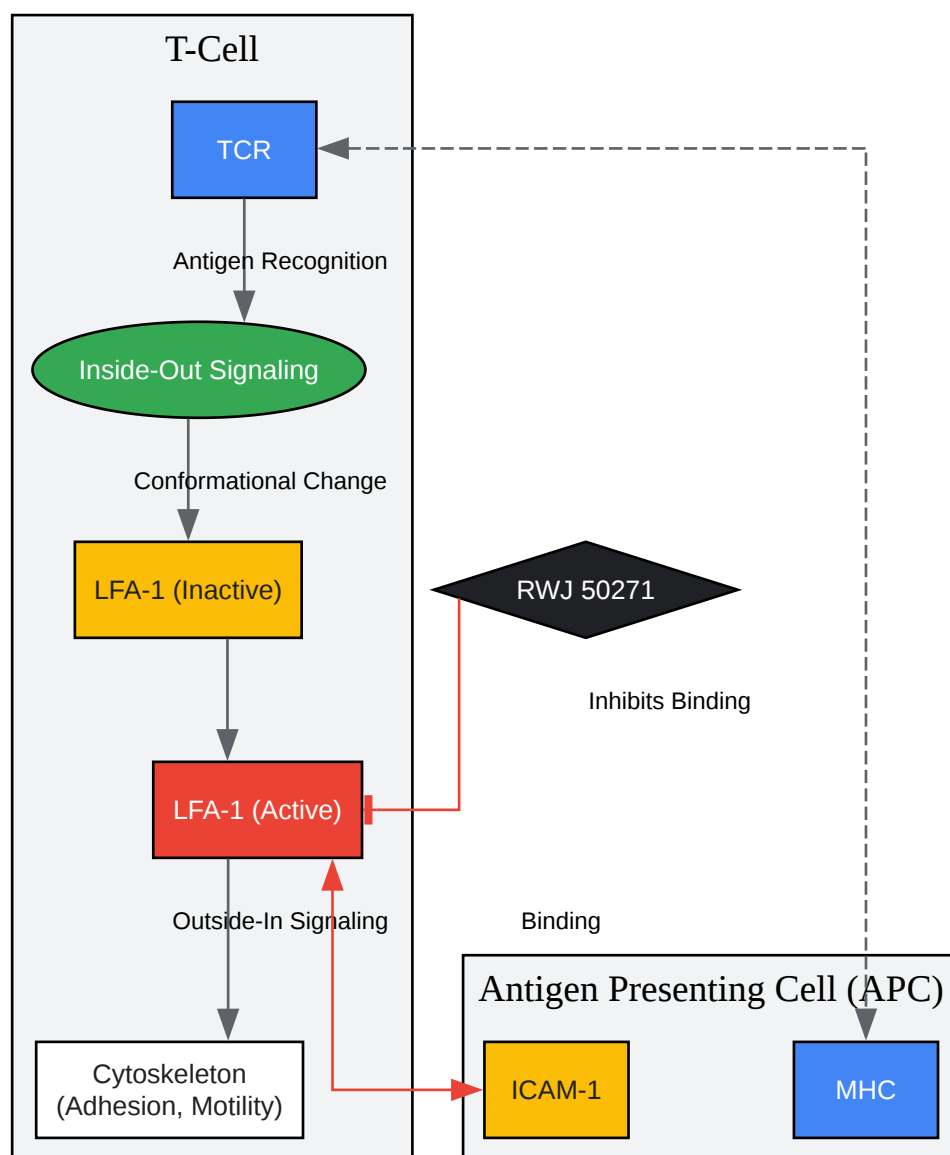 T-Cell
TCR
Antigen Recognition
Inside-Out Signaling
Conformational Change
LFA-1 (Inactive)
RWJ 50271
Inhibits Binding
LFA-1 (Active)
Outside-In Signaling
Binding
Antigen Presenting Cell (APC)
Cytoskeleton
(Adhesion, Motility)
ICAM-1
MHC